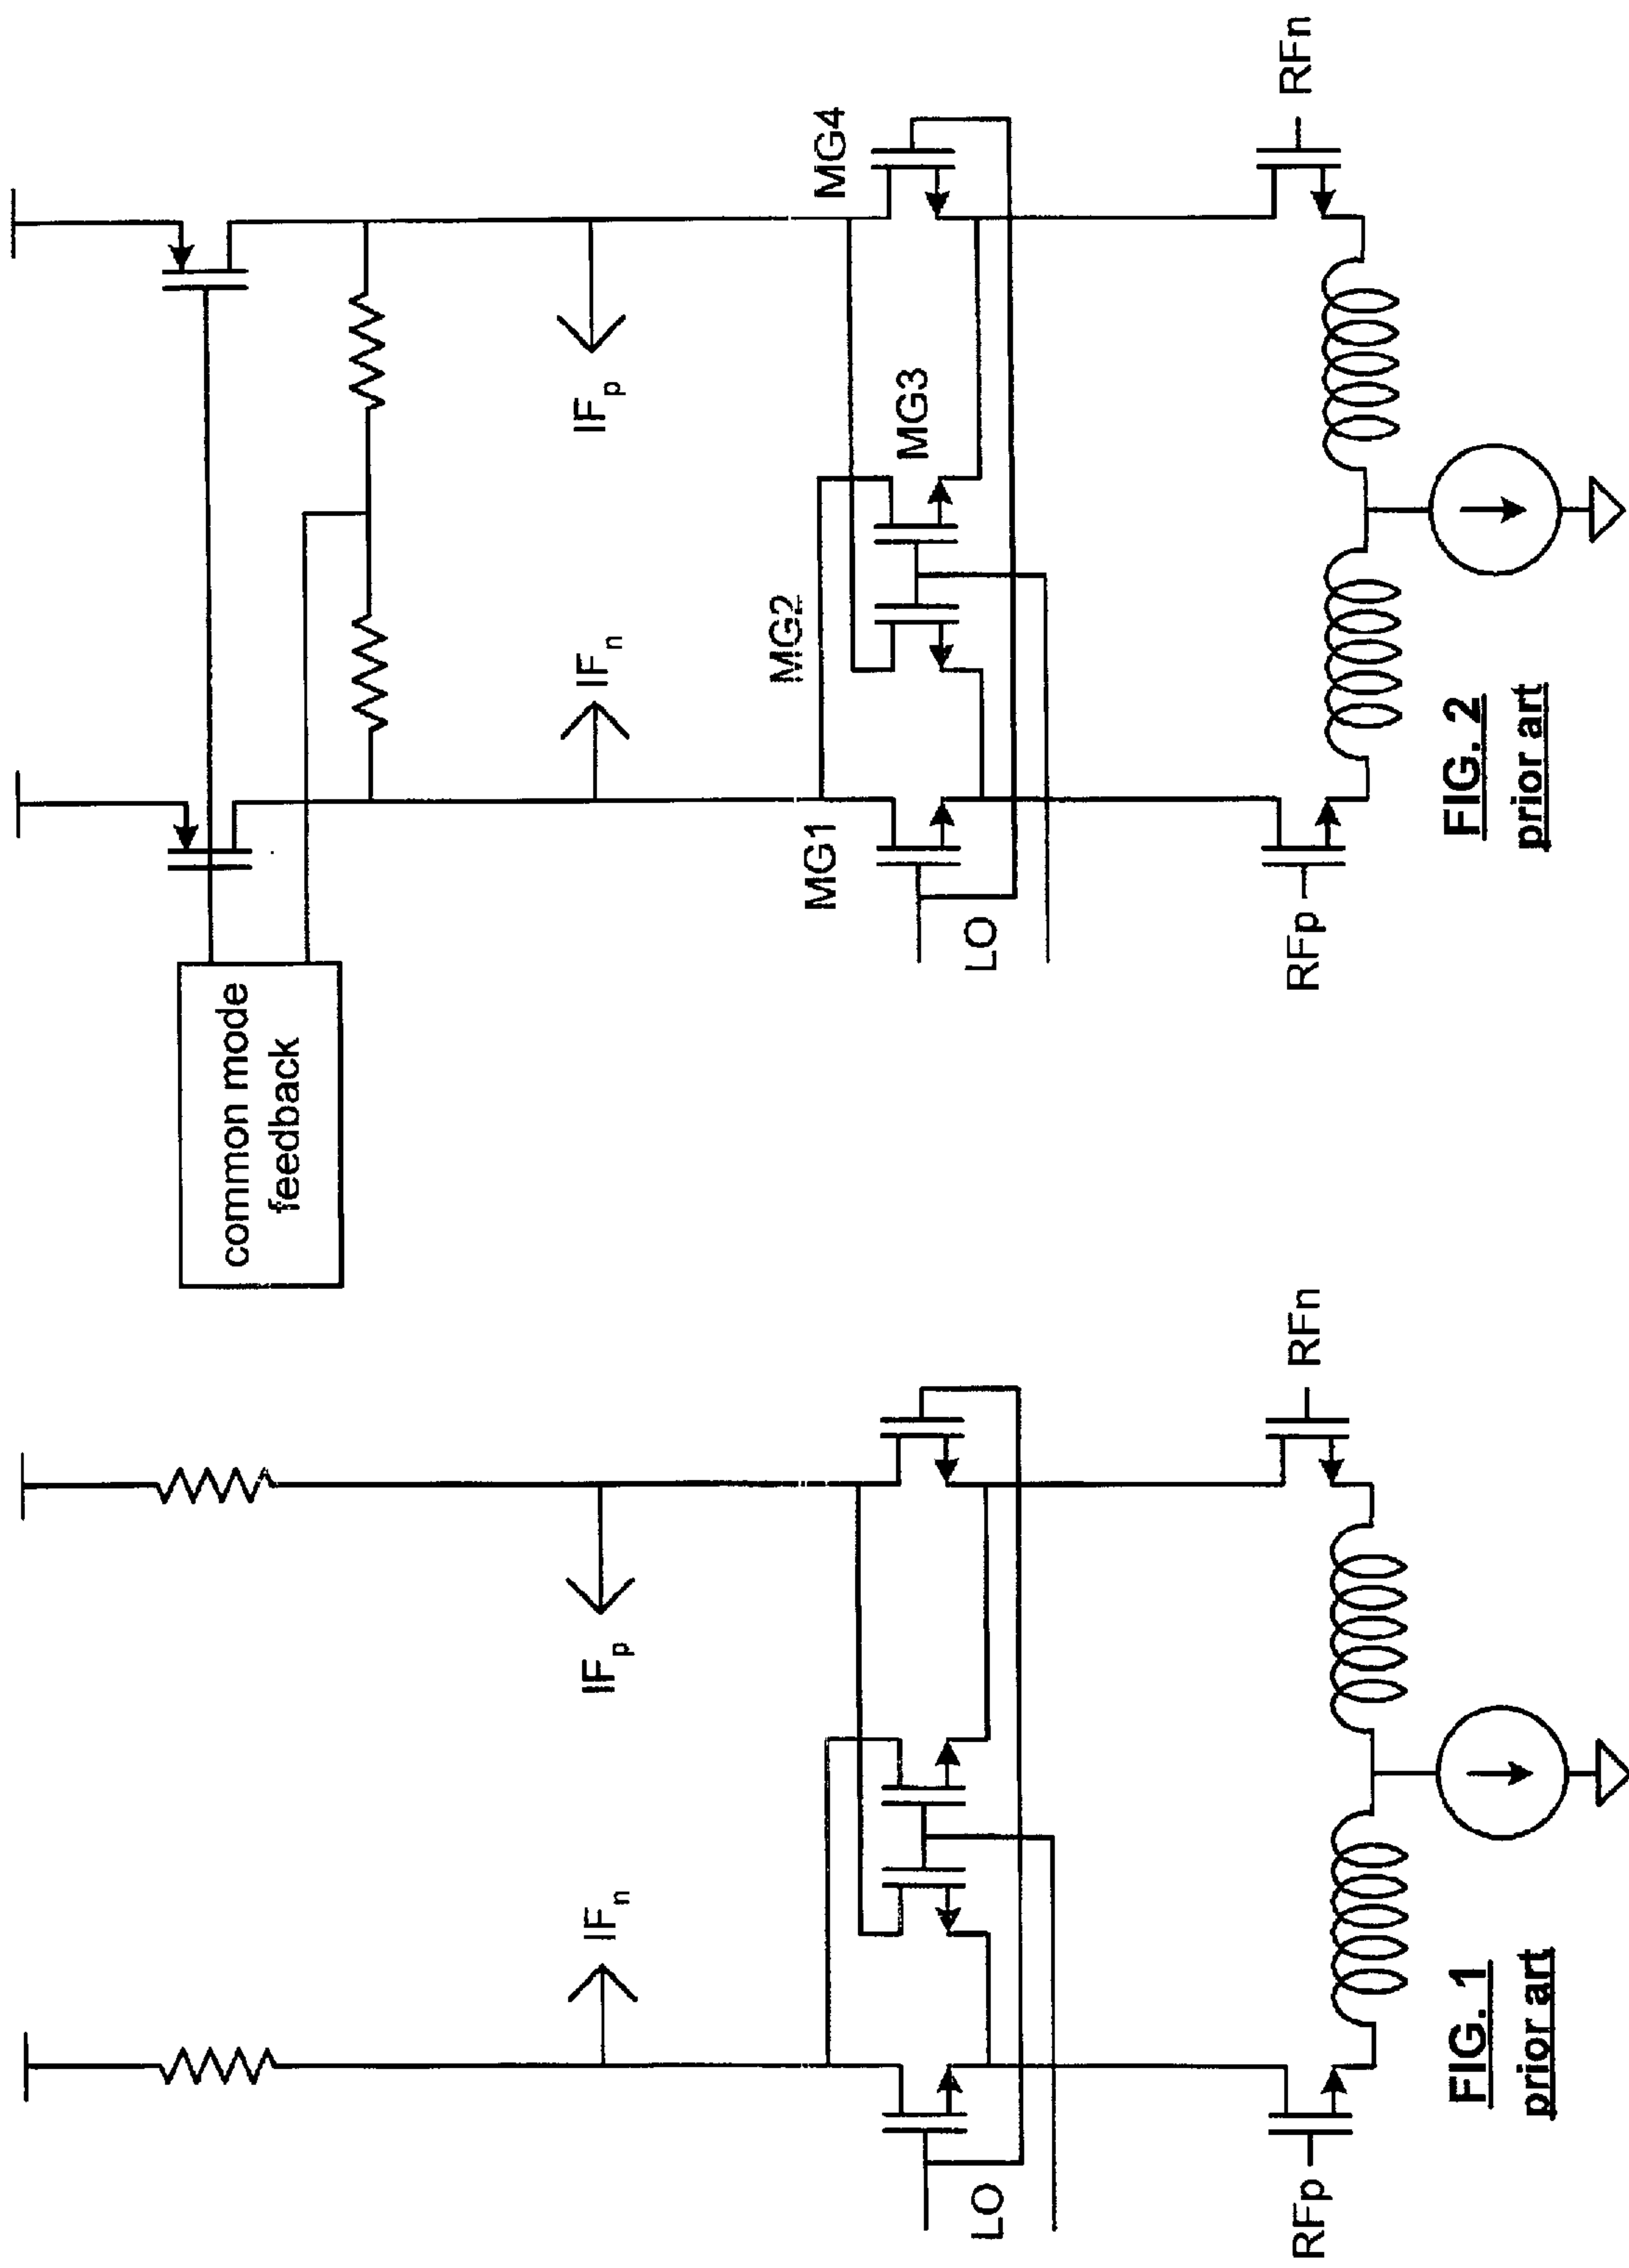 common mode
feedback
IFn
IFp
MG1
MG2
MG3
MG4
LO
RFp
RFn
FIG. 2
prior art
IFn
IFp
LO
RFp
RFn
FIG. 1
prior art